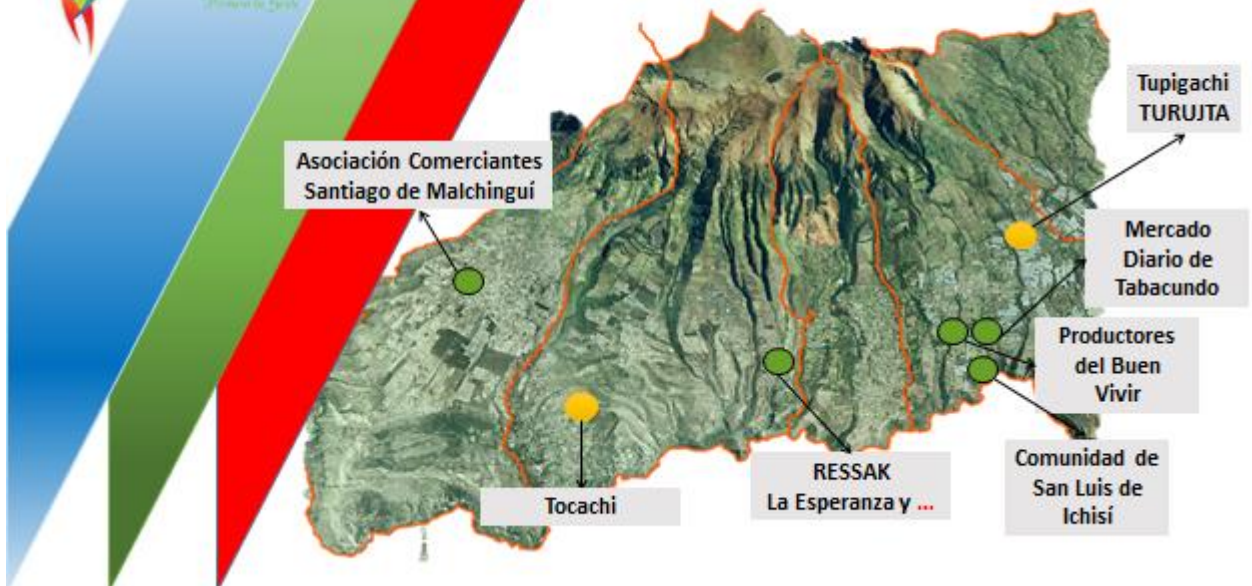 Tupigachi
TURUJTA
Asociación Comerciantes
Santiago de Malchinguí
Mercado
Diario de
Tabacundo
Productores
del Buen
Vivir
RESSAK
La Esperanza y ...
Comunidad de
San Luis de
Ichisí
Tocachi